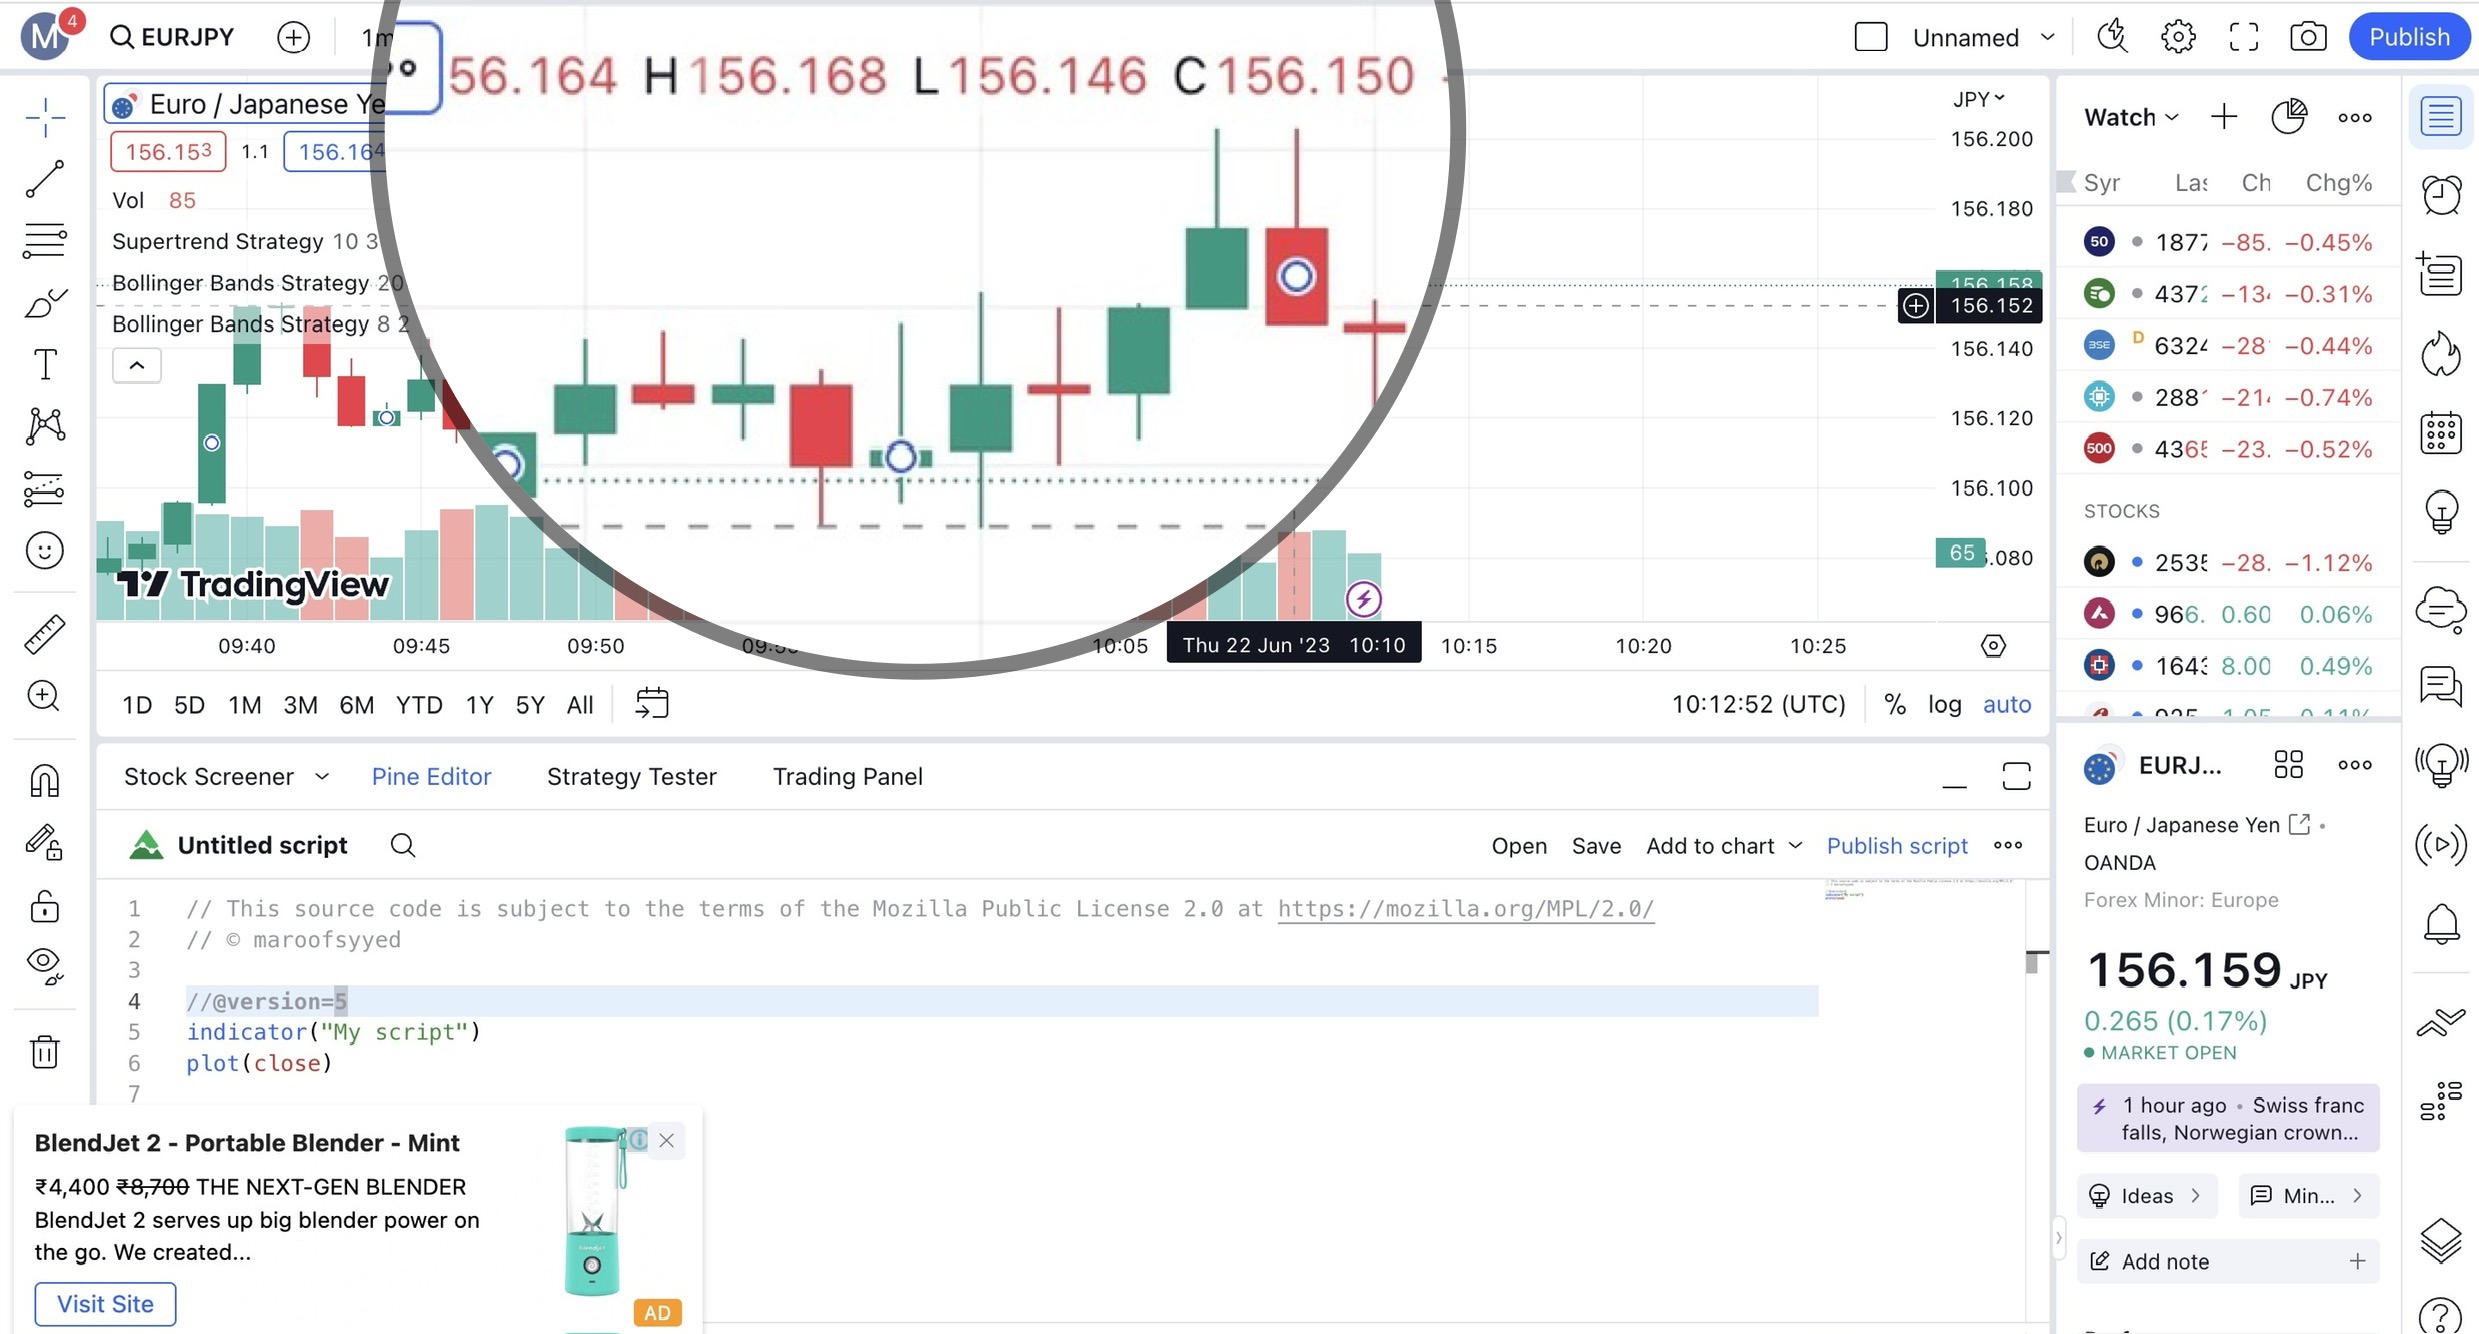 M 4 EURJPY 1m Unnamed Publish
56.164 H156.168 L156.146 C156.150
Euro / Japanese Ye
156.153 1.1 156.164
Vol 85
Supertrend Strategy 10 3
Bollinger Bands Strategy 20
Bollinger Bands Strategy 8 2
TradingView
JPY
156.200
156.180
156.158
156.152
156.140
156.120
156.100
65 .080
09:40 09:45 09:50 10:05 Thu 22 Jun '23 10:10 10:15 10:20 10:25
1D 5D 1M 3M 6M YTD 1Y 5Y All 10:12:52 (UTC) % log auto
Stock Screener Pine Editor Strategy Tester Trading Panel
Untitled script Open Save Add to chart Publish script
1 // This source code is subject to the terms of the Mozilla Public License 2.0 at https://mozilla.org/MPL/2.0/
2 // © maroofsyyed
3
4 //@version=5
5 indicator("My script")
6 plot(close)
7
BlendJet 2 - Portable Blender - Mint
₹4,400 ₹8,700 THE NEXT-GEN BLENDER
BlendJet 2 serves up big blender power on
the go. We created...
Visit Site
AD
Watch
Syr Las Ch Chg%
50 1877 −85. −0.45%
4372 −13 −0.31%
BSE D 6324 −28 −0.44%
288 −21 −0.74%
500 4365 −23. −0.52%
STOCKS
2535 −28. −1.12%
966. 0.60 0.06%
1643 8.00 0.49%
EURJ...
Euro / Japanese Yen
OANDA
Forex Minor: Europe
156.159 JPY
0.265 (0.17%)
MARKET OPEN
1 hour ago • Swiss franc
falls, Norwegian crown...
Ideas Min...
Add note